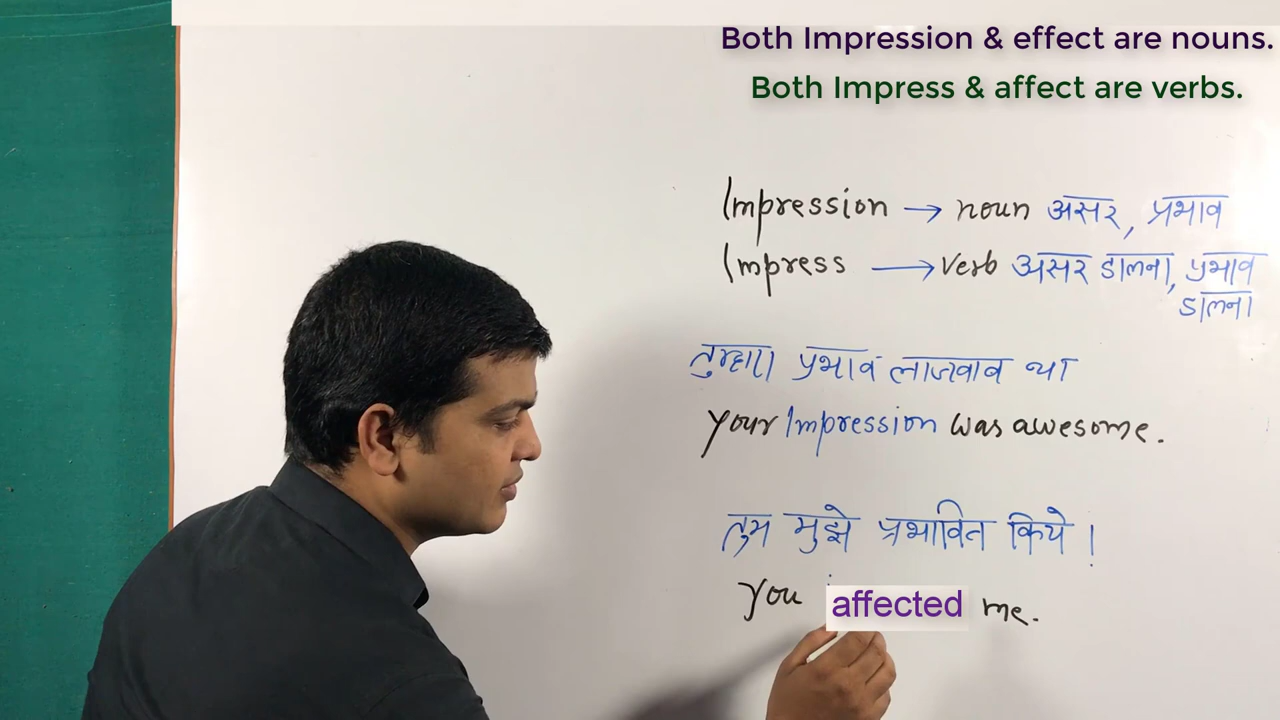 Both Impression & effect are nouns.
Both Impress & affect are verbs.
Impression → noun असर, प्रभाव
Impress → verb असर डालना, प्रभाव
डालना
तुम्हारा प्रभाव लाजवाब था
your Impression was awesome.
तुम मुझे प्रभावित किये।
you affected me.